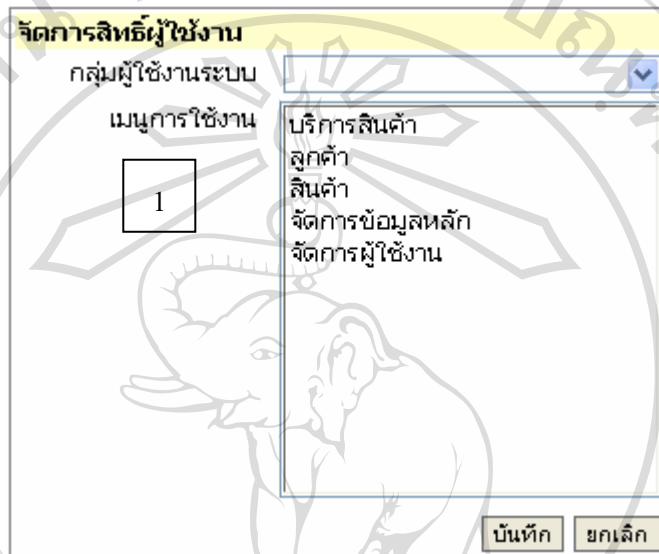 จัดการสิทธิ์ผู้ใช้งาน
กลุ่มผู้ใช้งานระบบ
เมนูการใช้งาน
บริการสินค้า
ลูกค้า
สินค้า
จัดการข้อมูลหลัก
จัดการผู้ใช้งาน
1
บันทึก ยกเลิก